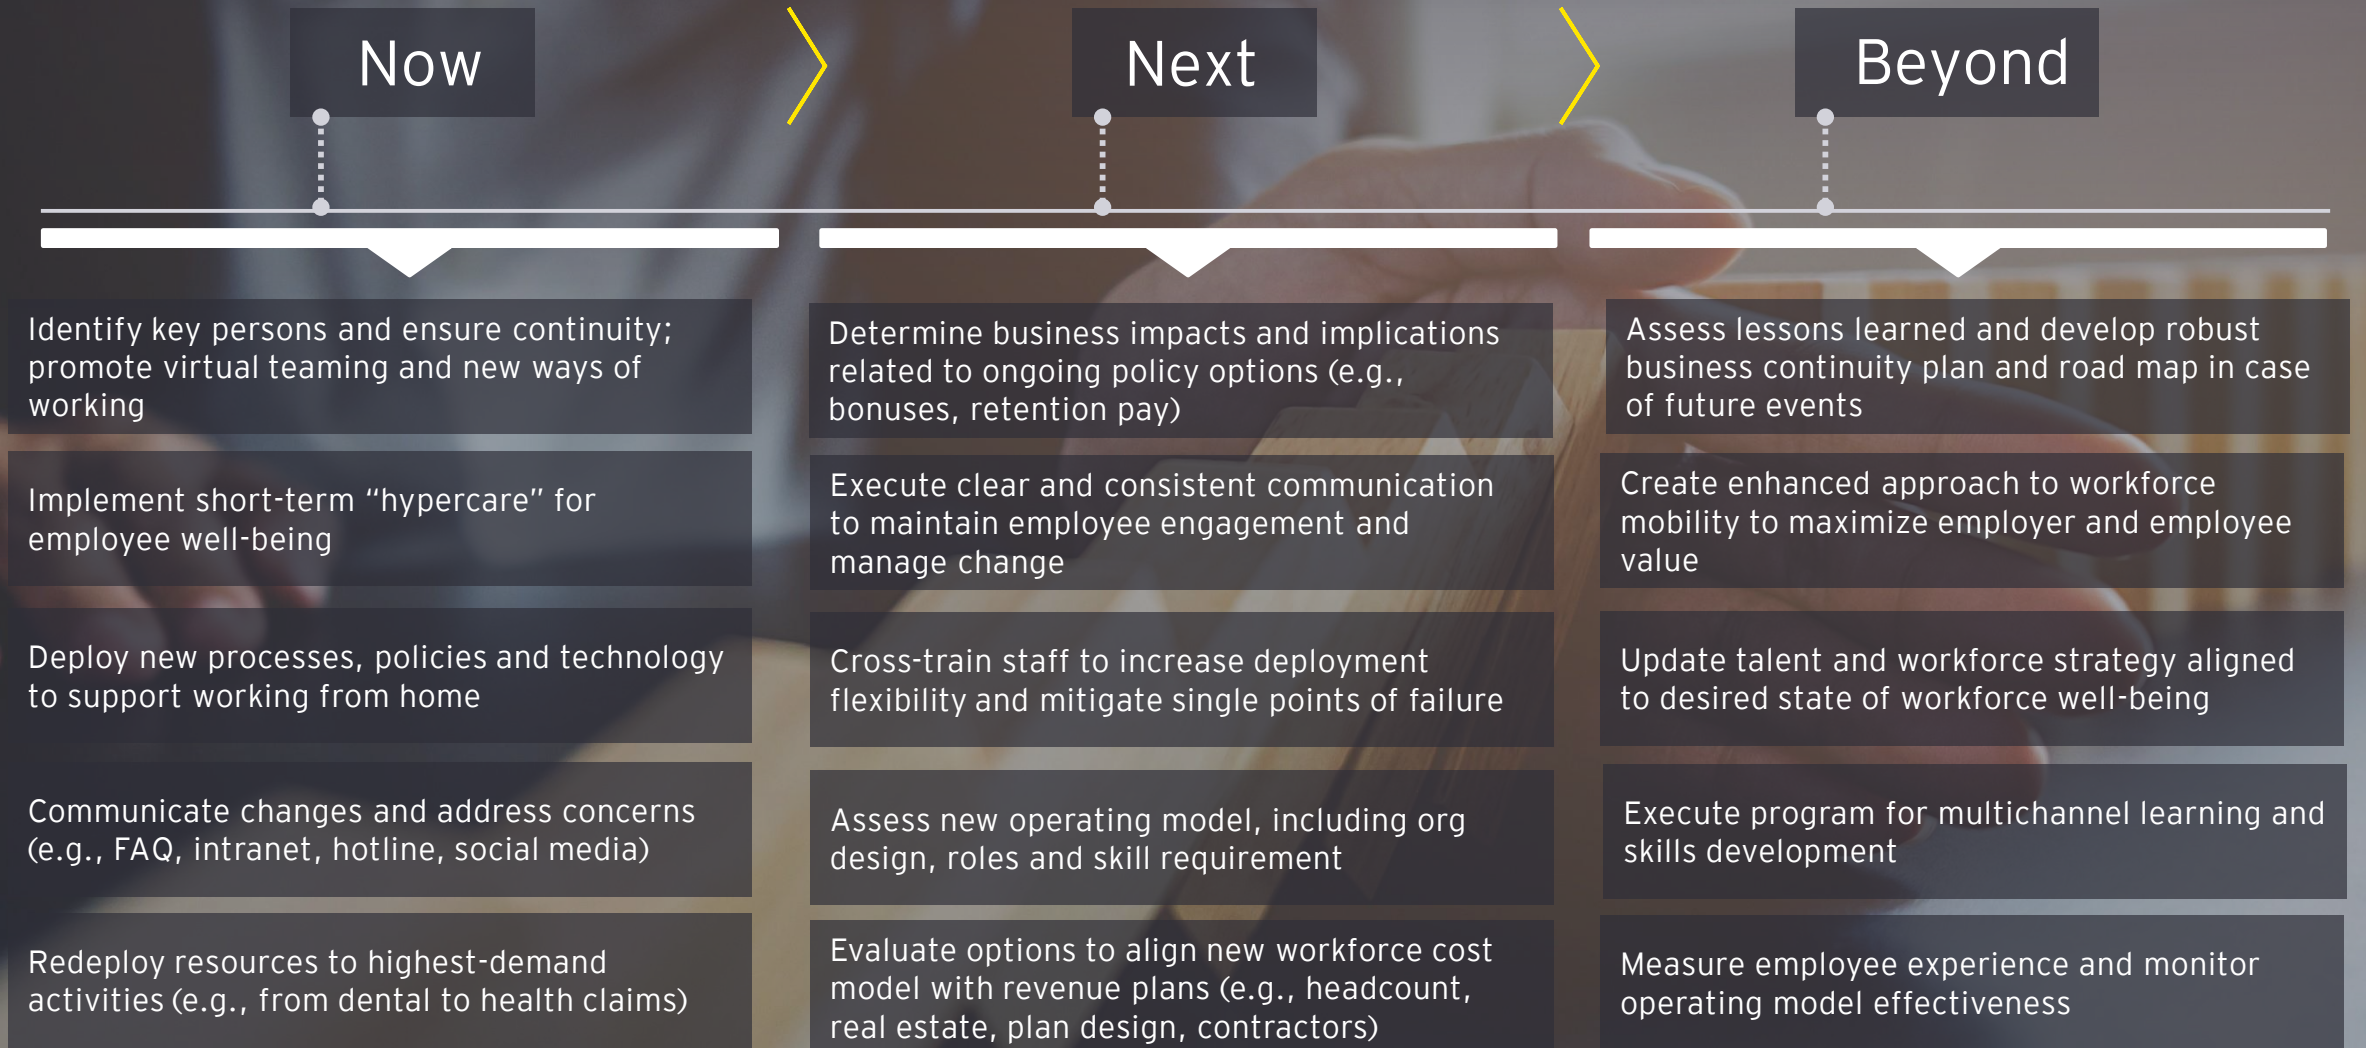 Now
Next
Beyond
Identify key persons and ensure continuity;
promote virtual teaming and new ways of
working
Implement short-term “hypercare” for
employee well-being
Deploy new processes, policies and technology
to support working from home
Communicate changes and address concerns
(e.g., FAQ, intranet, hotline, social media)
Redeploy resources to highest-demand
activities (e.g., from dental to health claims)
Determine business impacts and implications
related to ongoing policy options (e.g.,
bonuses, retention pay)
Execute clear and consistent communication
to maintain employee engagement and
manage change
Cross-train staff to increase deployment
flexibility and mitigate single points of failure
Assess new operating model, including org
design, roles and skill requirement
Evaluate options to align new workforce cost
model with revenue plans (e.g., headcount,
real estate, plan design, contractors)
Assess lessons learned and develop robust
business continuity plan and road map in case
of future events
Create enhanced approach to workforce
mobility to maximize employer and employee
value
Update talent and workforce strategy aligned
to desired state of workforce well-being
Execute program for multichannel learning and
skills development
Measure employee experience and monitor
operating model effectiveness